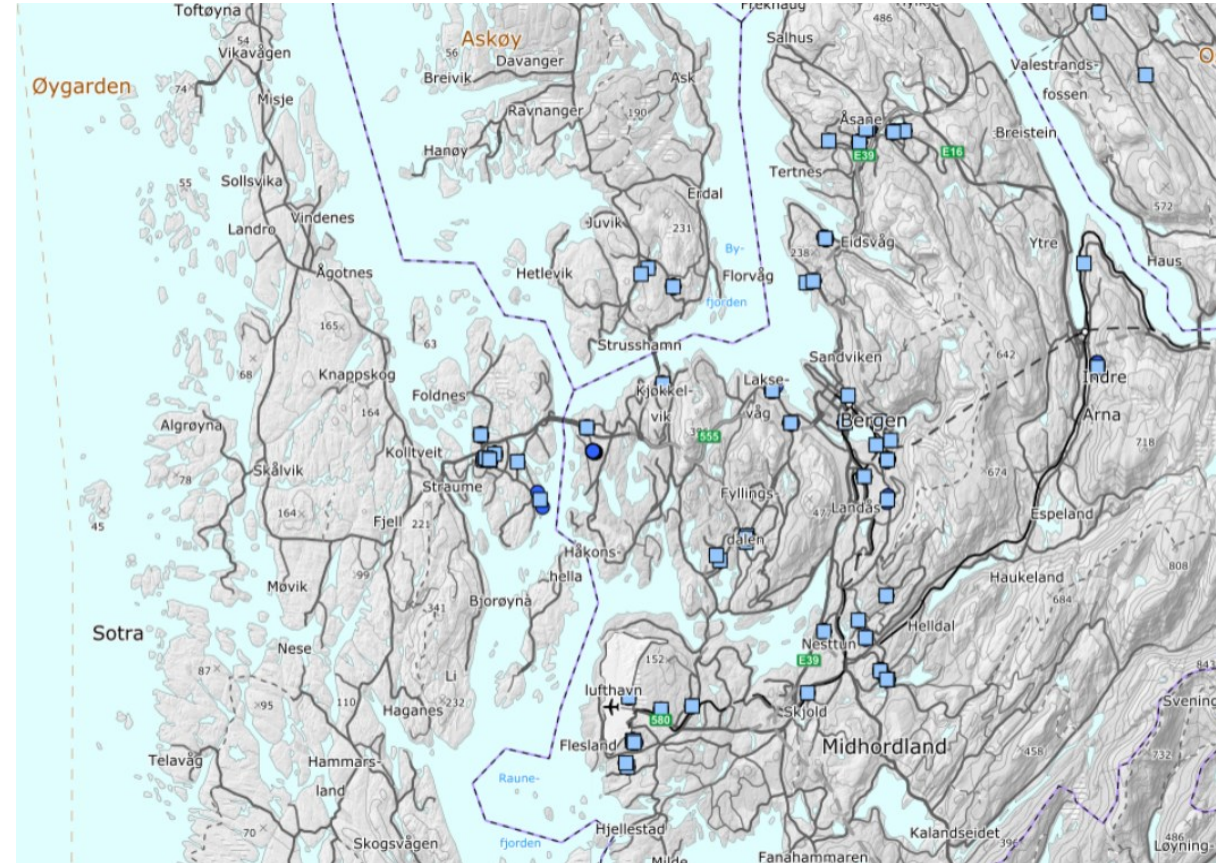 Toftøyna
54
Vikavågen
74
Øygarden
Misje
Askøy
56
Davanger
Breivik
Ask
190
Ravnanger
Hanøy
Salhus
486
Valestrands-
fossen
Breistein
Åsane
E39
E16
Tertnes
55
Sollsvika
Vindenes
Landro
Ågotnes
Erdal
Juvik
231
Hetlevik
By-
fjorden
Florvåg
238
Eidsvåg
572
Ytre
Haus
165
63
68
Knappskog
164
Foldnes
Strusshamn
Kjøkkel-
vik
Sandviken
642
Lakse-
våg
Indre
Arna
Algrøyna
Kolltveit
555
Bergen
718
Skålvik
78
Straume
674
45
164
Fjell
221
Fyllings-
dalen
Landås
Espeland
99
Håkons-
hella
808
Møvik
341
Bjorøyna
Haukeland
684
Sotra
Helldal
Nese
Nesttun
87
95
Li
152
E39
843
110
Haganes
232
lufthavn
580
Skjold
Svening
Telavåg
Flesland
Midhordland
458
732
Hammars-
land
Raune-
fjorden
70
Skogsvågen
Hjellestad
Milde
Fanahammaren
Kalandseidet
486
Løyning